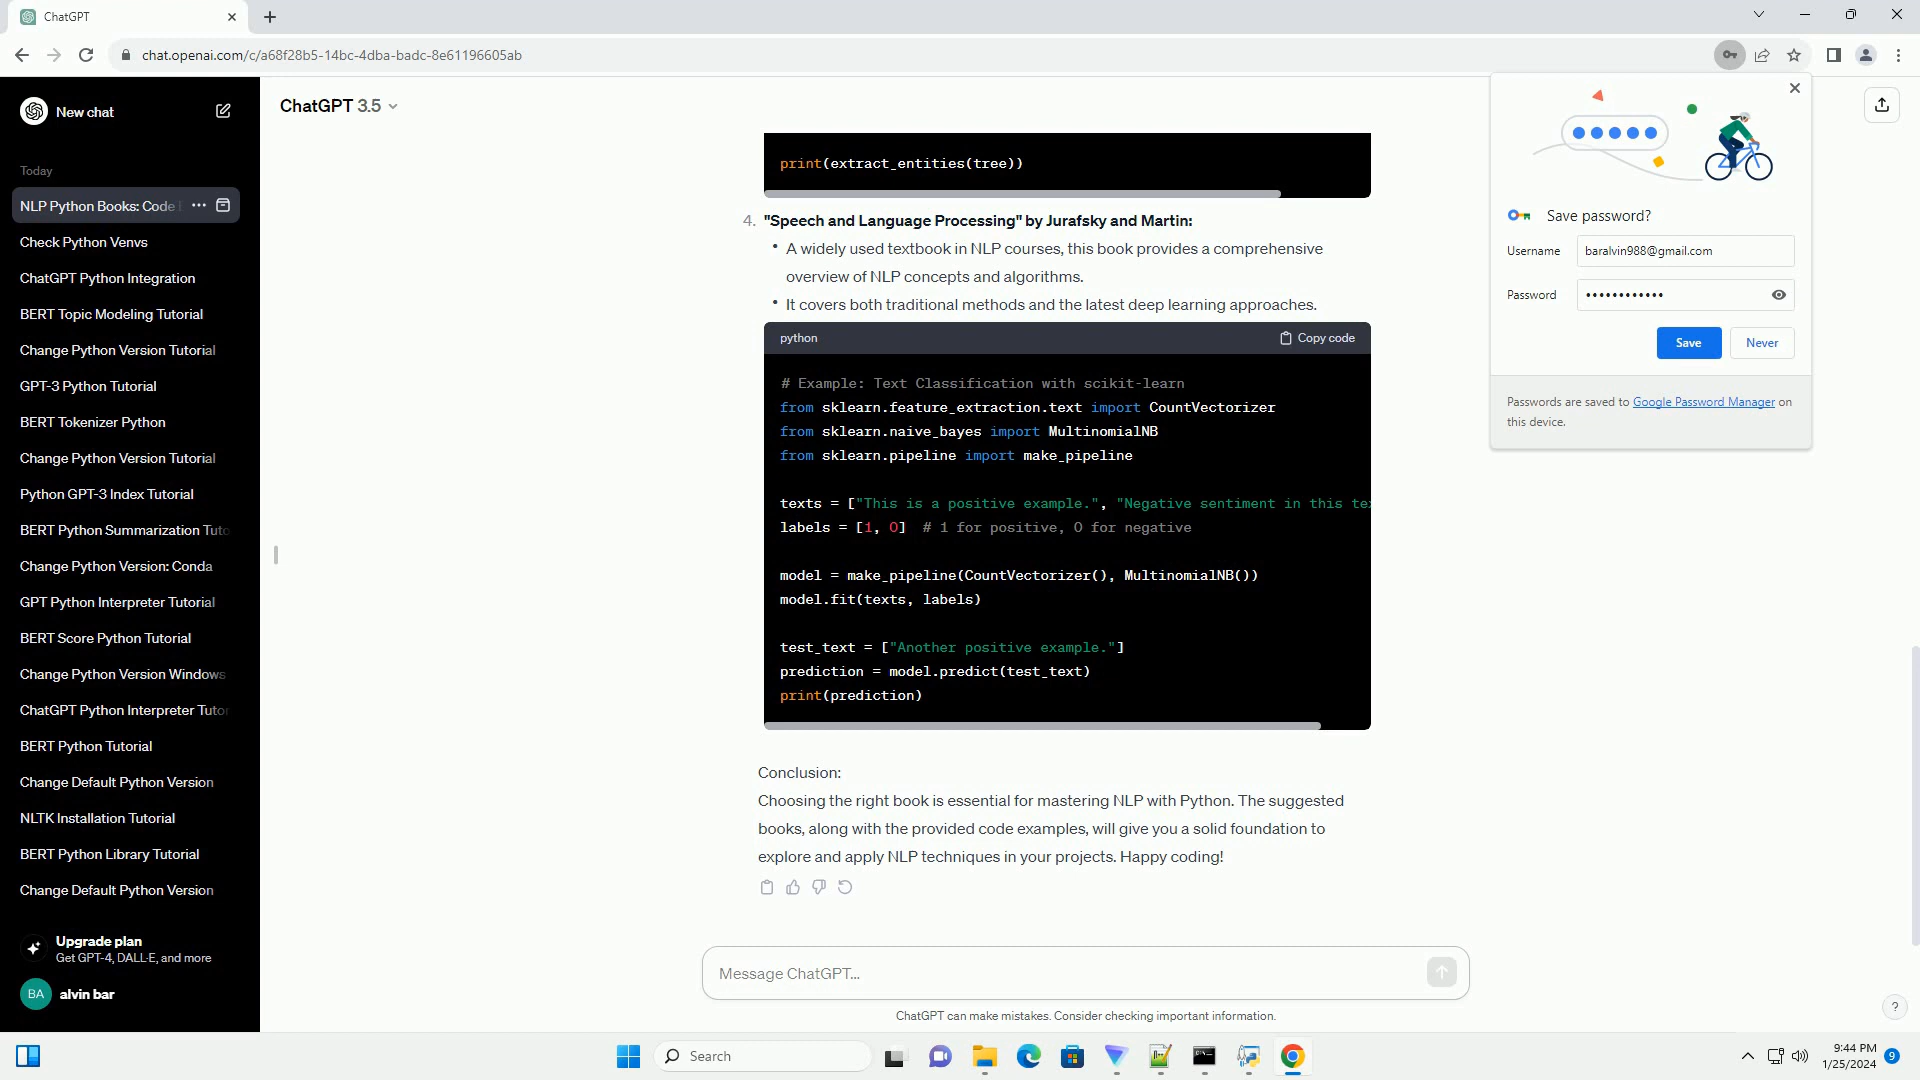 ChatGPT
chat.openai.com/c/a68f28b5-14bc-4dba-badc-8e61196605ab
New chat
Today
NLP Python Books: Code
Check Python Venvs
ChatGPT Python Integration
BERT Topic Modeling Tutorial
Change Python Version Tutorial
GPT-3 Python Tutorial
BERT Tokenizer Python
Change Python Version Tutorial
Python GPT-3 Index Tutorial
BERT Python Summarization Tuto
Change Python Version: Conda
GPT Python Interpreter Tutorial
BERT Score Python Tutorial
Change Python Version Windows
ChatGPT Python Interpreter Tutor
BERT Python Tutorial
Change Default Python Version
NLTK Installation Tutorial
BERT Python Library Tutorial
Change Default Python Version
Upgrade plan
Get GPT-4, DALL·E, and more
BA alvin bar
ChatGPT 3.5
print(extract_entities(tree))
4. "Speech and Language Processing" by Jurafsky and Martin:
• A widely used textbook in NLP courses, this book provides a comprehensive
overview of NLP concepts and algorithms.
• It covers both traditional methods and the latest deep learning approaches.
python Copy code
# Example: Text Classification with scikit-learn
from sklearn.feature_extraction.text import CountVectorizer
from sklearn.naive_bayes import MultinomialNB
from sklearn.pipeline import make_pipeline
texts = ["This is a positive example.", "Negative sentiment in this te
labels = [1, 0] # 1 for positive, 0 for negative
model = make_pipeline(CountVectorizer(), MultinomialNB())
model.fit(texts, labels)
test_text = ["Another positive example."]
prediction = model.predict(test_text)
print(prediction)
Conclusion:
Choosing the right book is essential for mastering NLP with Python. The suggested
books, along with the provided code examples, will give you a solid foundation to
explore and apply NLP techniques in your projects. Happy coding!
Message ChatGPT...
ChatGPT can make mistakes. Consider checking important information.
?
Save password?
Username baralvin988@gmail.com
Password ••••••••••••
Save Never
Passwords are saved to Google Password Manager on
this device.
Search
9:44 PM
1/25/2024
9